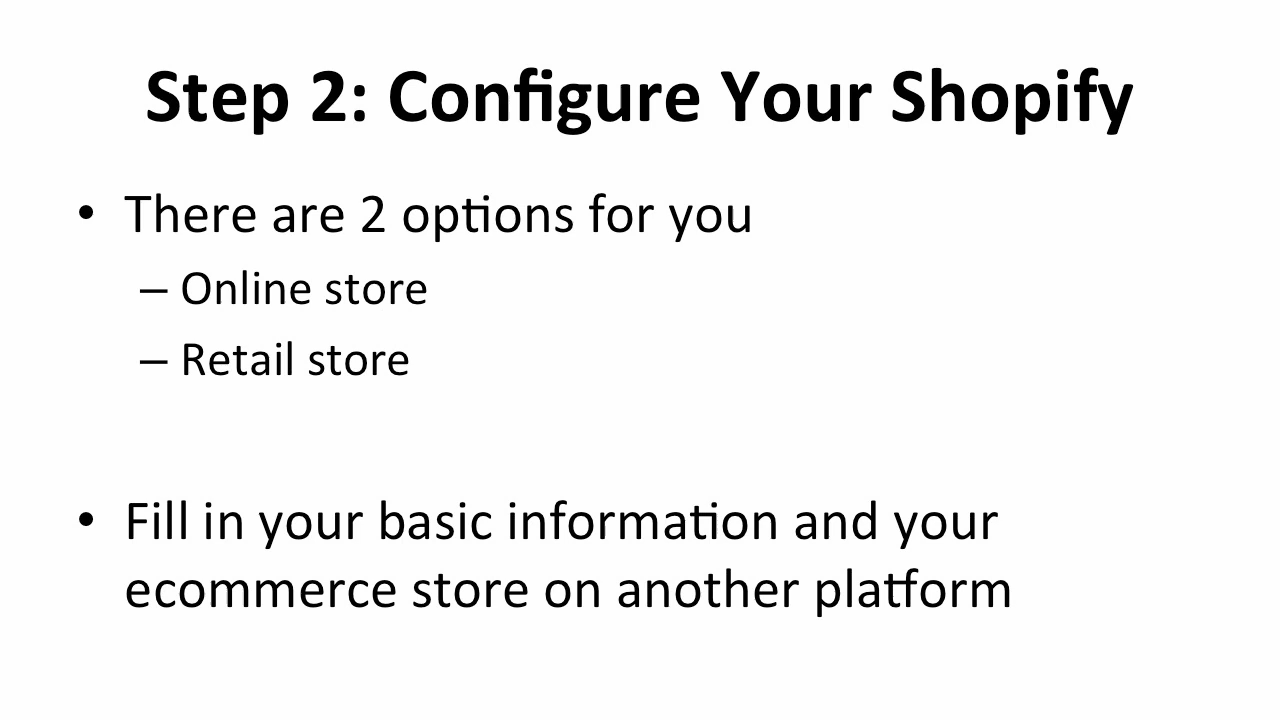 Step 2: Configure Your Shopify
• There are 2 options for you
– Online store
– Retail store
• Fill in your basic information and your
ecommerce store on another platform